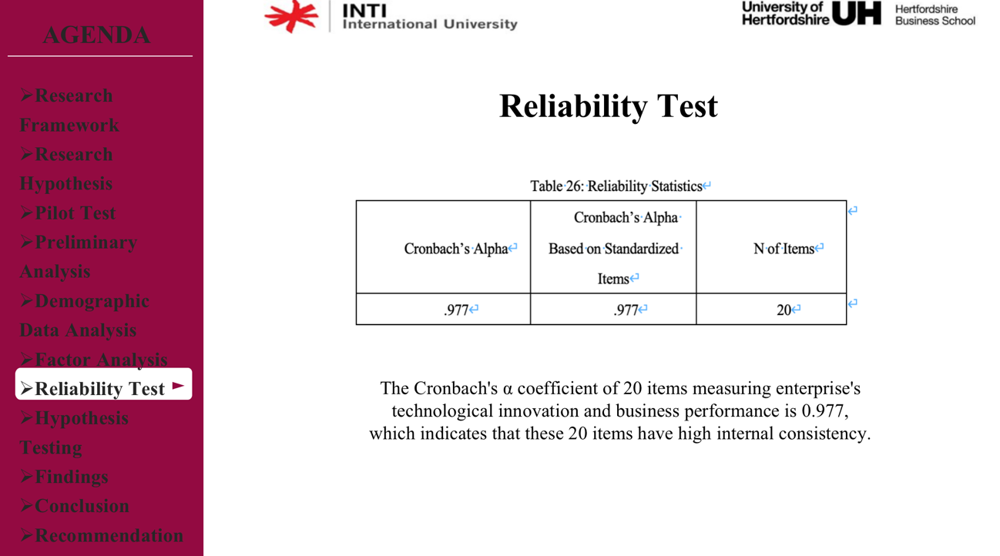 AGENDA
➢Research
Framework
➢Research
Hypothesis
➢Pilot Test
➢Preliminary
Analysis
➢Demographic
Data Analysis
➢Factor Analysis
➢Reliability Test
➢Hypothesis
Testing
➢Findings
➢Conclusion
➢Recommendation
INTI
International University
University of
Hertfordshire
UH
Hertfordshire
Business School
Reliability Test
Table 26: Reliability Statistics
Cronbach’s Alpha
Cronbach’s Alpha
Based on Standardized
Items
N of Items
.977
.977
20
The Cronbach's α coefficient of 20 items measuring enterprise's
technological innovation and business performance is 0.977,
which indicates that these 20 items have high internal consistency.